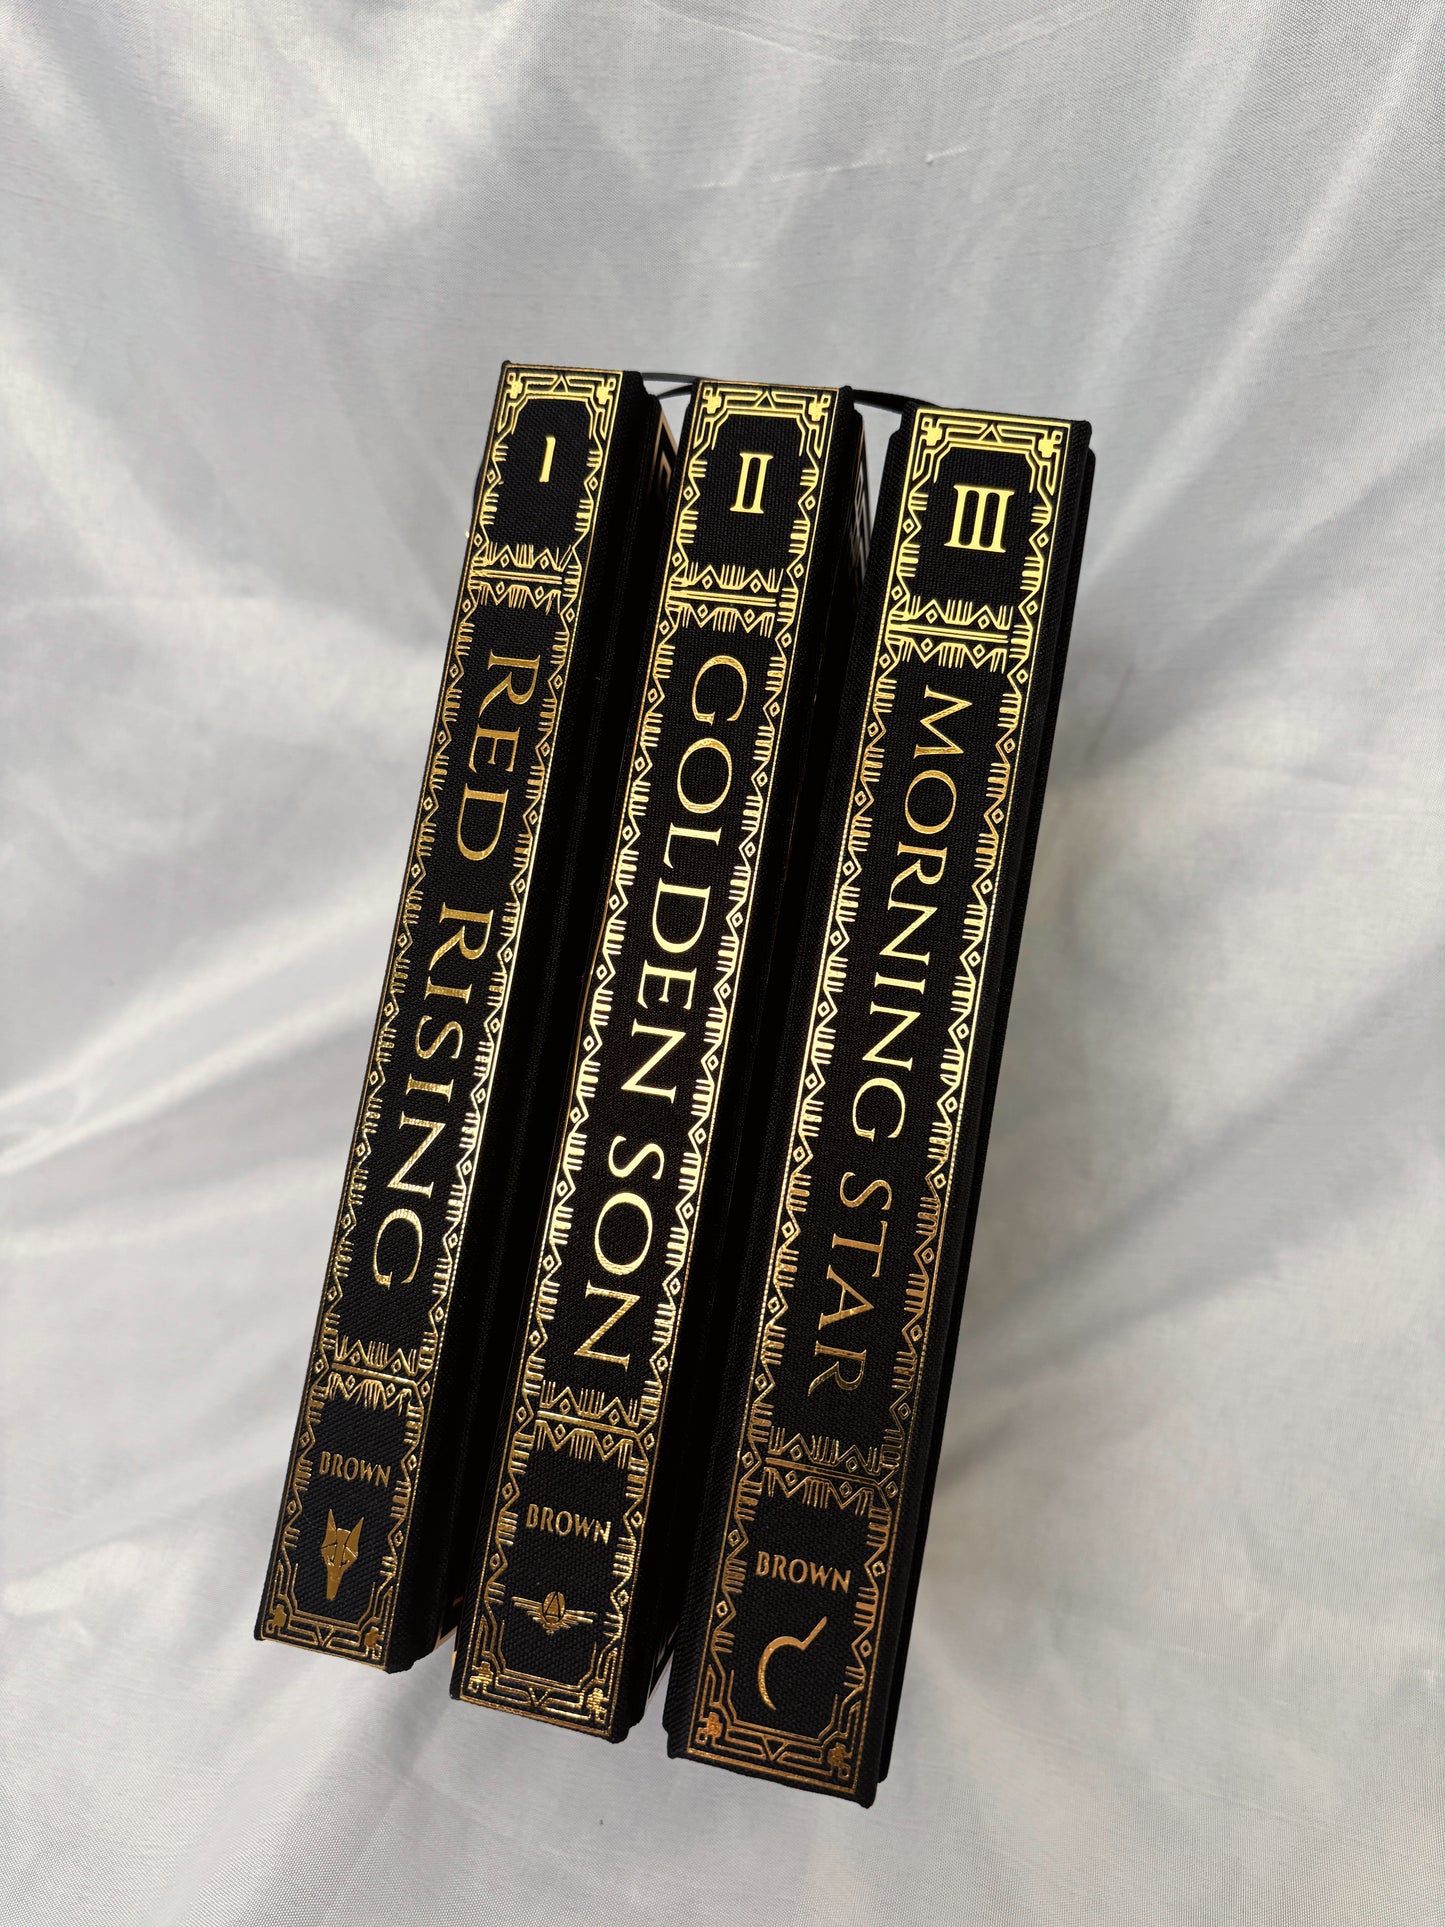 I
RED RISING
BROWN
II
GOLDEN SON
BROWN
III
MORNING STAR
BROWN